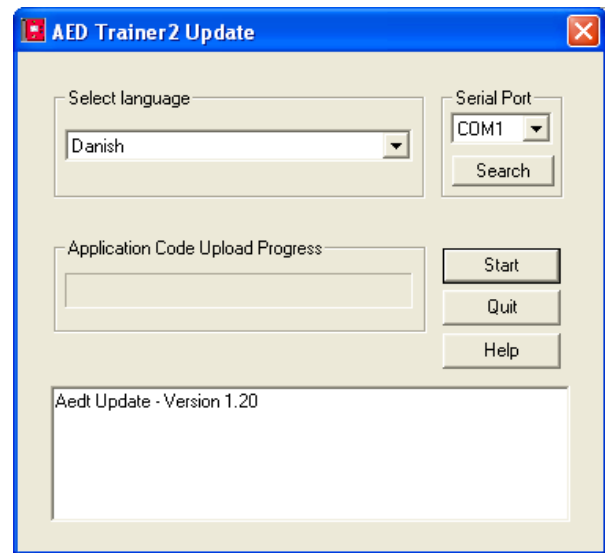 AED Trainer2 Update
Select language
Serial Port
Danish
COM1
Search
Application Code Upload Progress
Start
Quit
Help
Aedt Update - Version 1.20